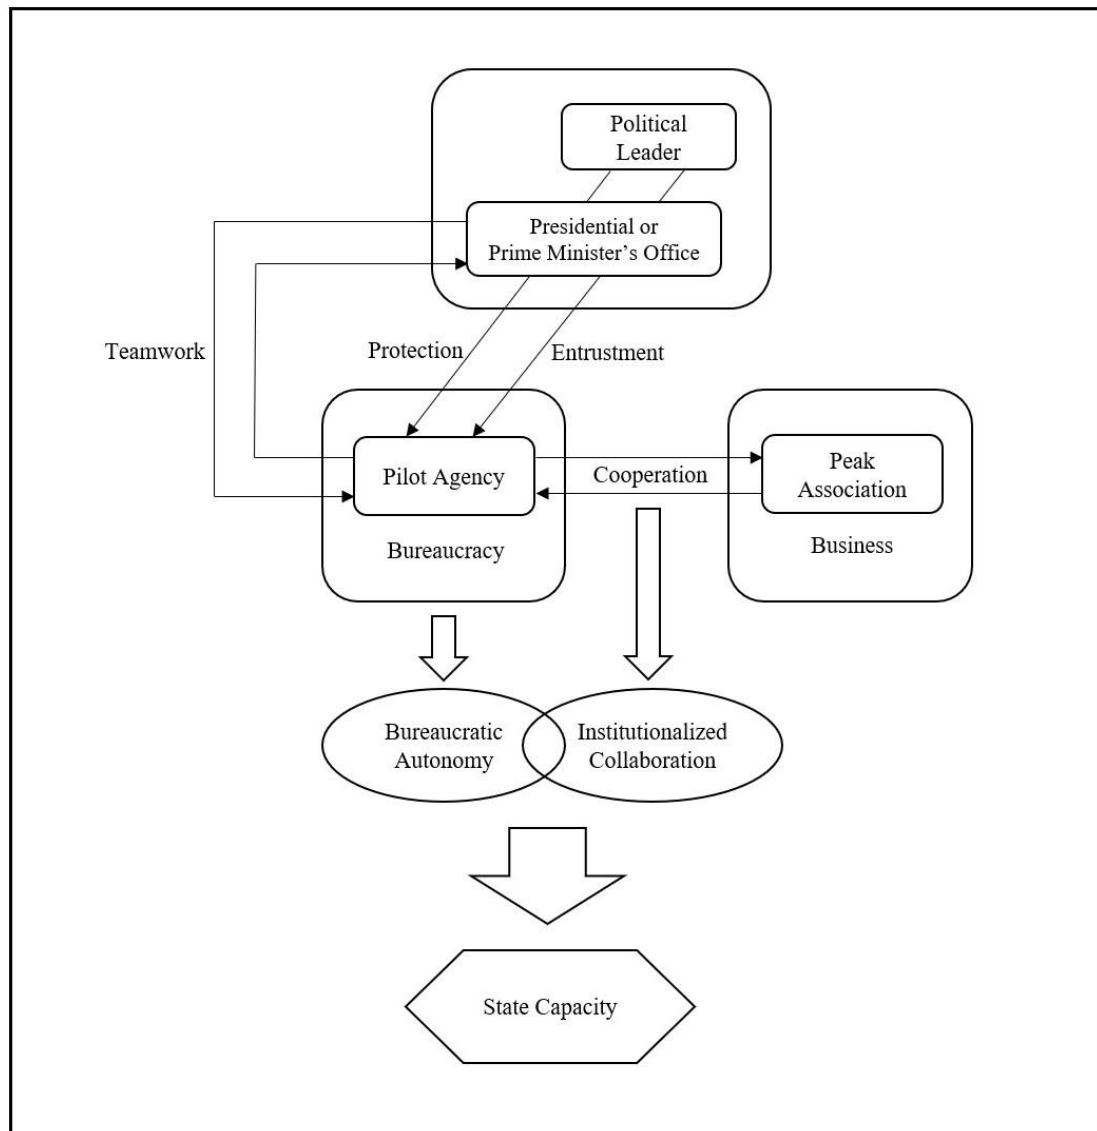 Political
Leader
Presidential or
Prime Minister’s Office
Teamwork
Protection
Entrustment
Pilot Agency
Cooperation
Peak
Association
Bureaucracy
Business
Bureaucratic
Autonomy
Institutionalized
Collaboration
State Capacity